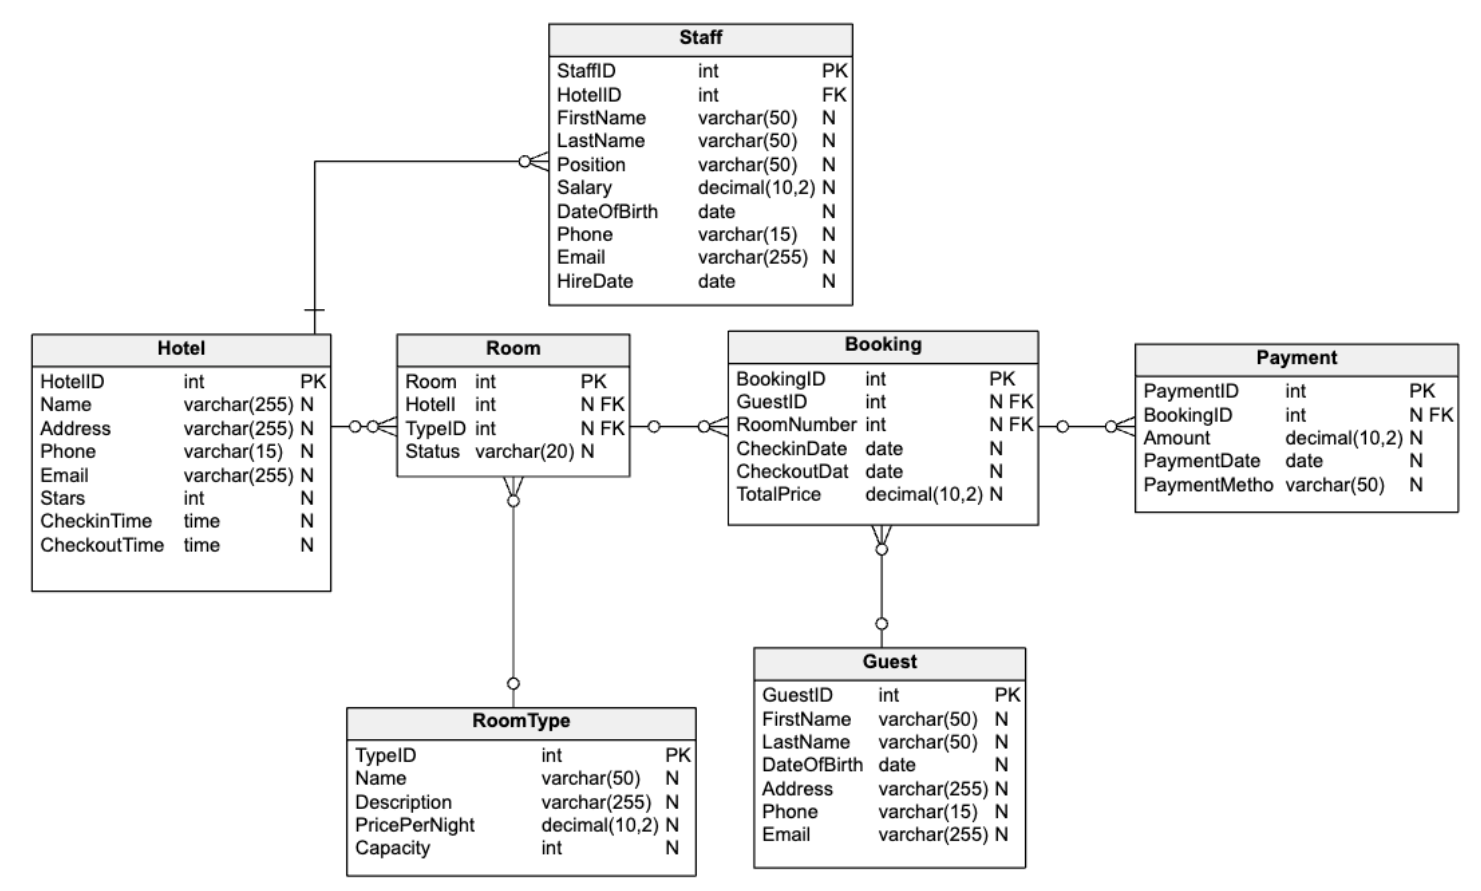 Staff
StaffID int PK
HotelID int FK
FirstName varchar(50) N
LastName varchar(50) N
Position varchar(50) N
Salary decimal(10,2) N
DateOfBirth date N
Phone varchar(15) N
Email varchar(255) N
HireDate date N
Hotel
HotelID int PK
Name varchar(255) N
Address varchar(255) N
Phone varchar(15) N
Email varchar(255) N
Stars int N
CheckinTime time N
CheckoutTime time N
Room
Room int PK
HotelI int N FK
TypeID int N FK
Status varchar(20) N
Booking
BookingID int PK
GuestID int N FK
RoomNumber int N FK
CheckinDate date N
CheckoutDat date N
TotalPrice decimal(10,2) N
Payment
PaymentID int PK
BookingID int N FK
Amount decimal(10,2) N
PaymentDate date N
PaymentMetho varchar(50) N
RoomType
TypeID int PK
Name varchar(50) N
Description varchar(255) N
PricePerNight decimal(10,2) N
Capacity int N
Guest
GuestID int PK
FirstName varchar(50) N
LastName varchar(50) N
DateOfBirth date N
Address varchar(255) N
Phone varchar(15) N
Email varchar(255) N